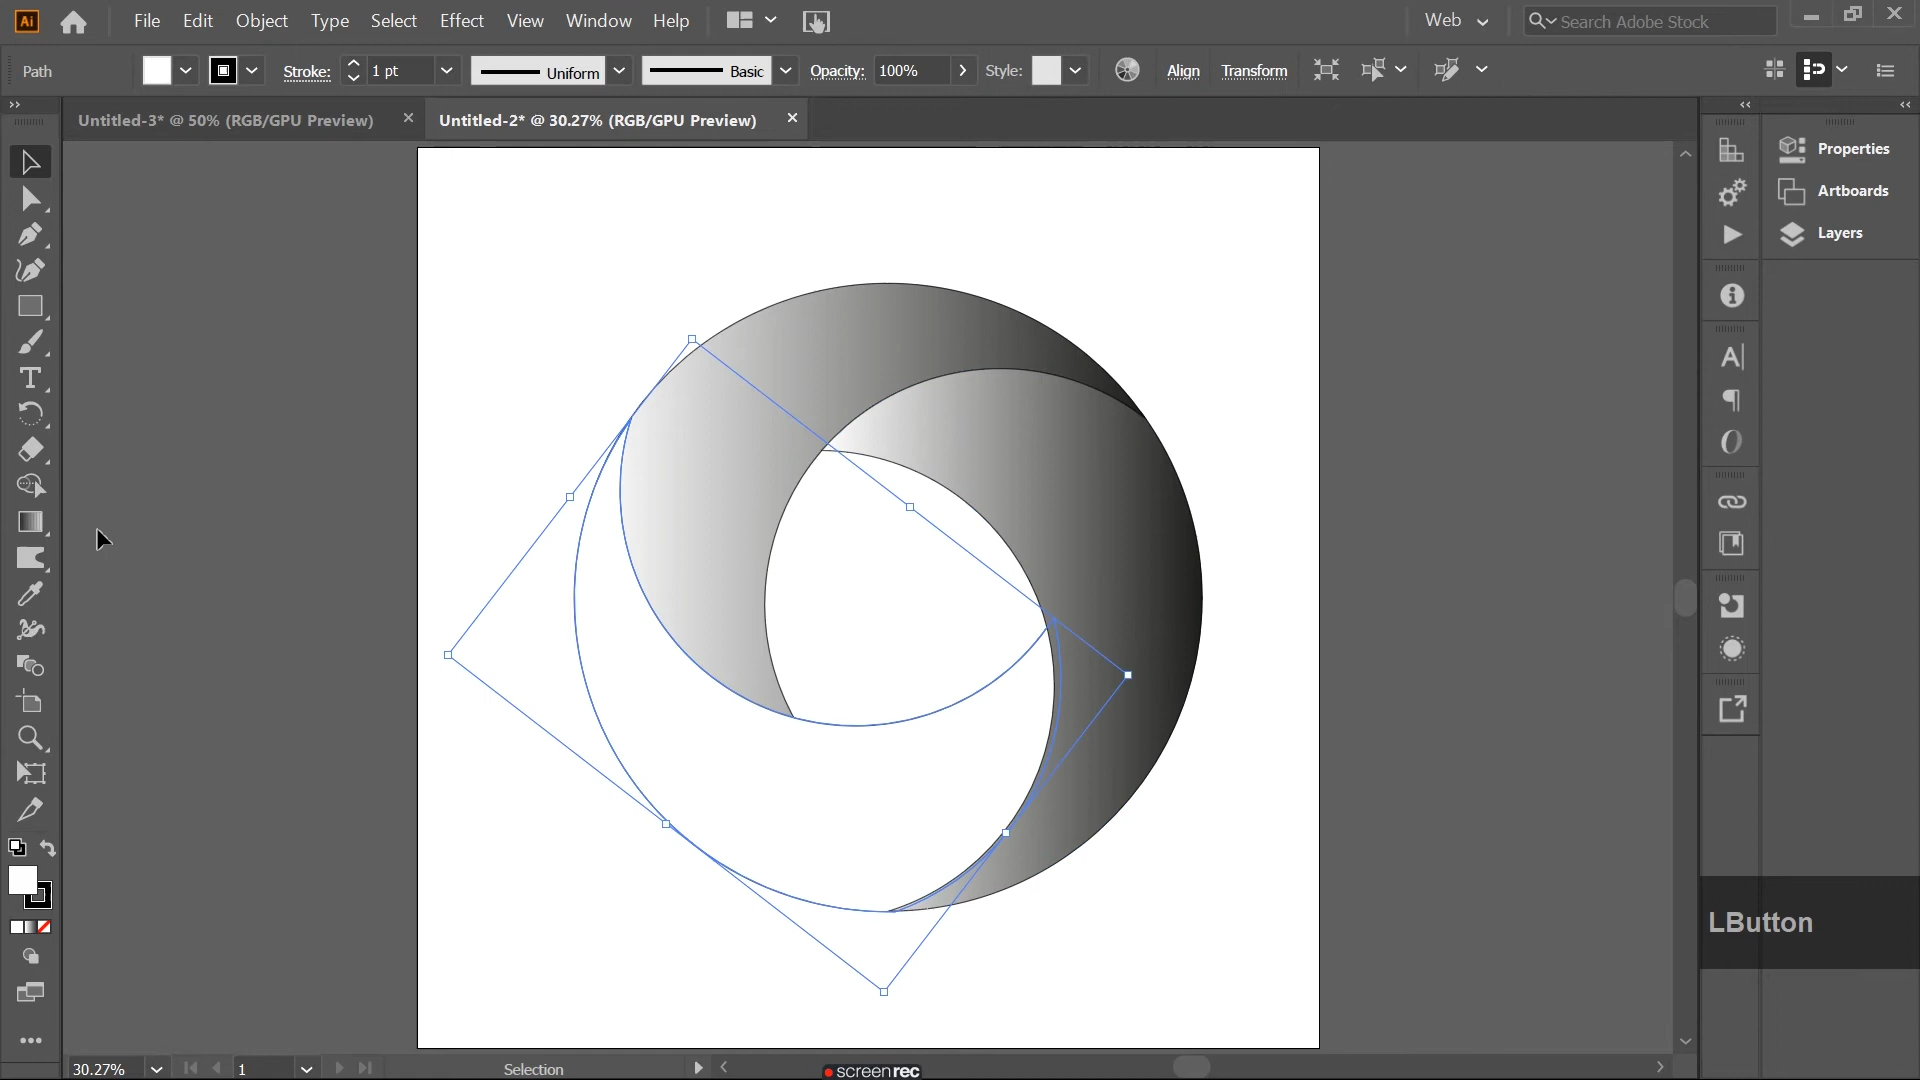 Ai File Edit Object Type Select Effect View Window Help Web Search Adobe Stock
Path Stroke: 1 pt Uniform Basic Opacity: 100% Style: Align Transform
Untitled-3* @ 50% (RGB/GPU Preview) Untitled-2* @ 30.27% (RGB/GPU Preview)
Properties
Artboards
Layers
LButton
30.27% 1 Selection
screenrec